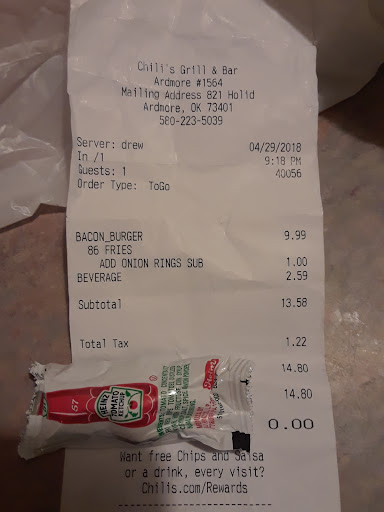 Chili's Grill & Bar
Ardmore #1564
Mailing Address 821 Holid
Ardmore, OK 73401
580-223-5039
Server: drew 04/29/2018
In /1 9:18 PM
Guests: 1 40056
Order Type: ToGo
BACON_BURGER 9.99
86 FRIES
ADD ONION RINGS SUB 1.00
BEVERAGE 2.59
Subtotal 13.58
Total Tax 1.22
14.80
14.80
0.00
57
HEINZ
TOMATO
KETCHUP
Want free Chips and Salsa
or a drink, every visit?
Chilis.com/Rewards